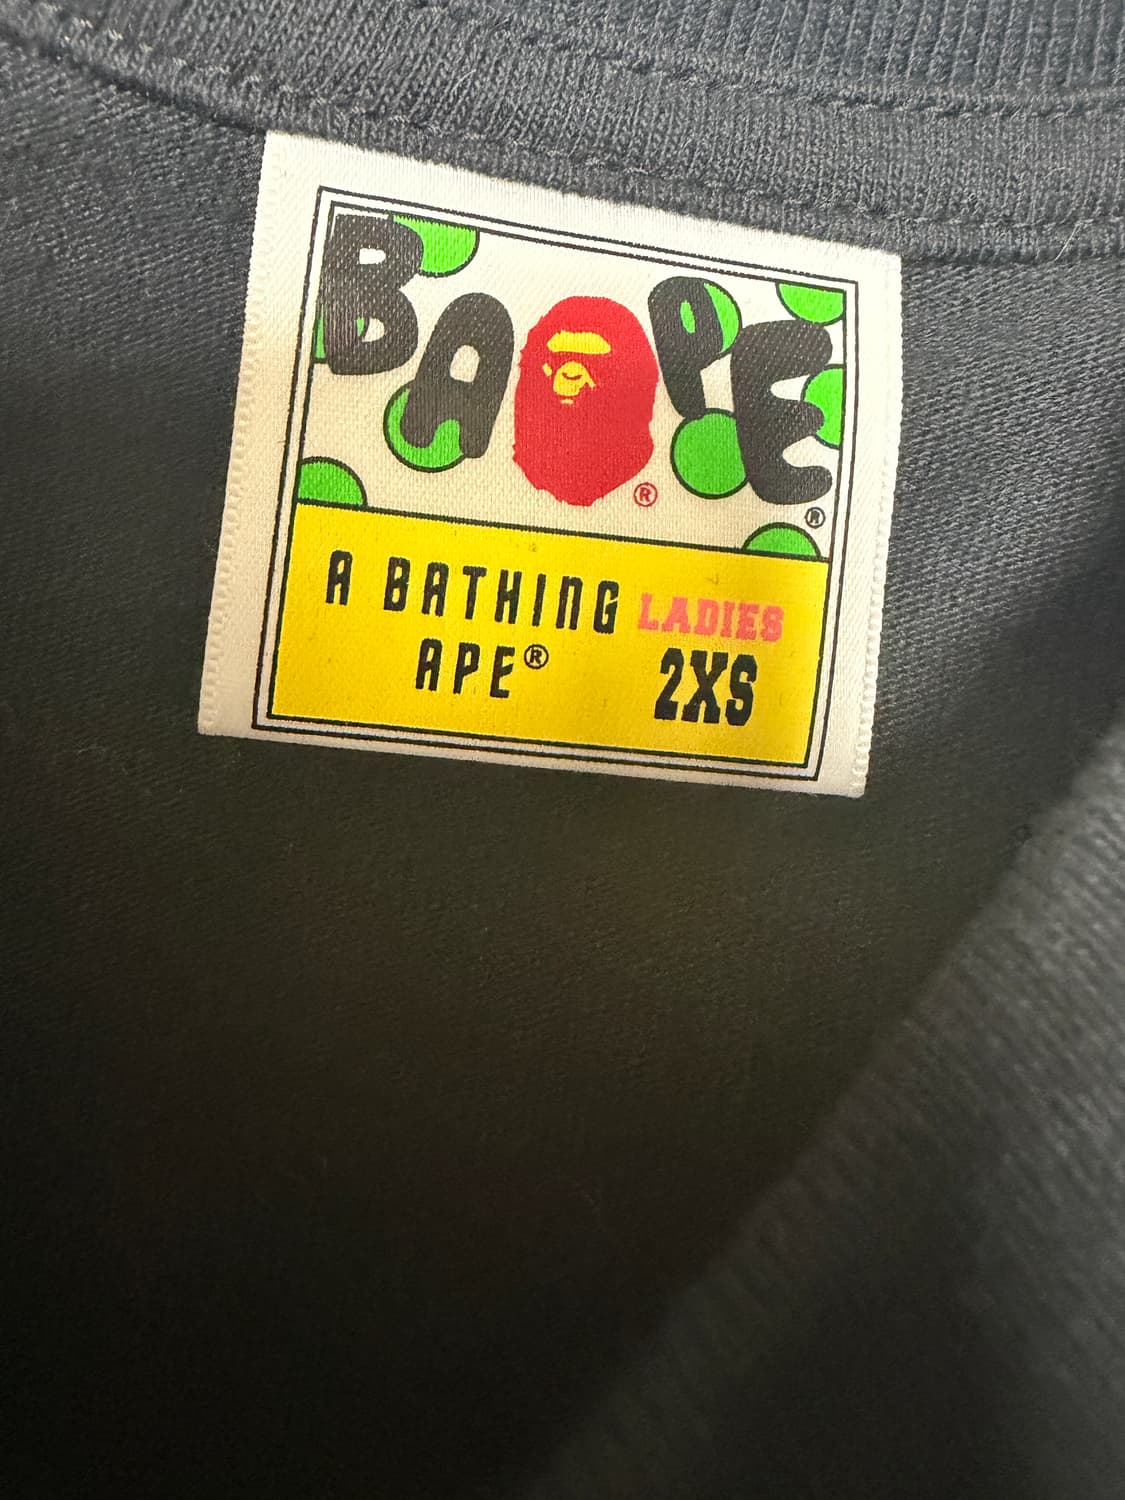 BAPE®
®
A BATHING LADIES
APE® 2XS